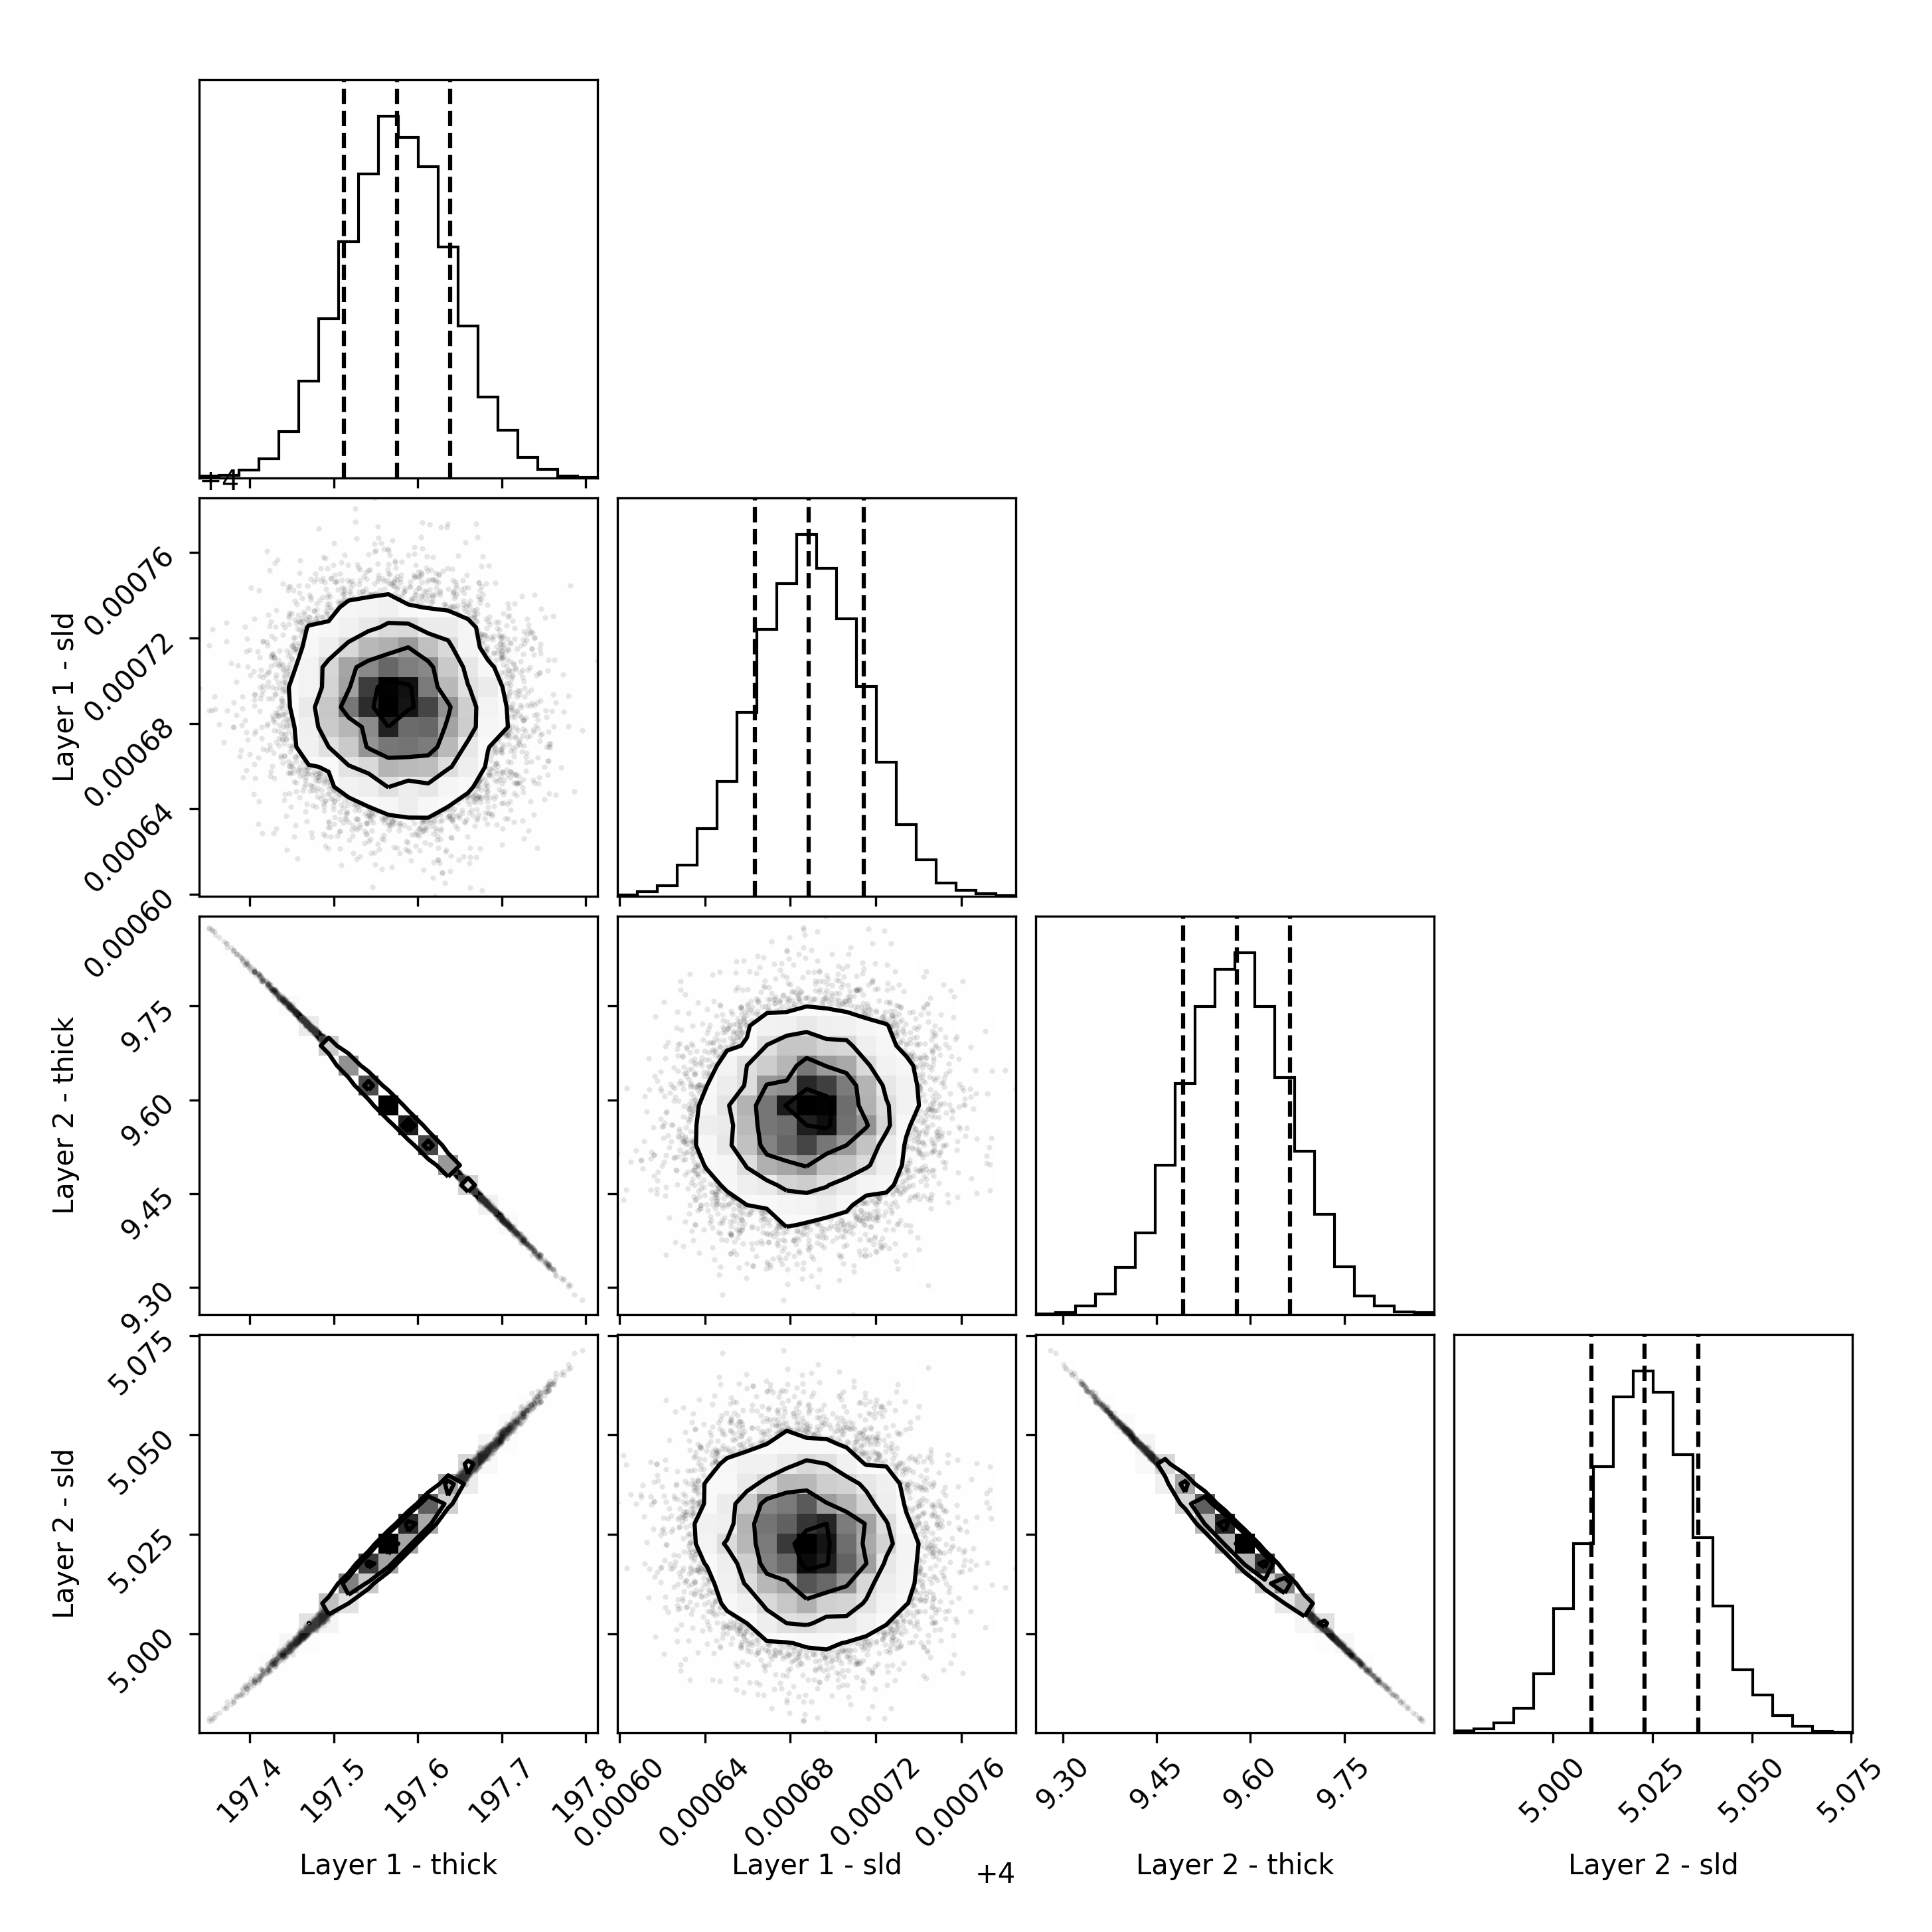 +4
0.00076
0.00072
0.00068
0.00064
0.00060
Layer 1 - sld
9.75
9.60
9.45
9.30
Layer 2 - thick
5.075
5.050
5.025
5.000
Layer 2 - sld
197.4 197.5 197.6 197.7 197.8
0.00060 0.00064 0.00068 0.00072 0.00076
9.30 9.45 9.60 9.75
5.000 5.025 5.050 5.075
Layer 1 - thick
Layer 1 - sld
+4
Layer 2 - thick
Layer 2 - sld